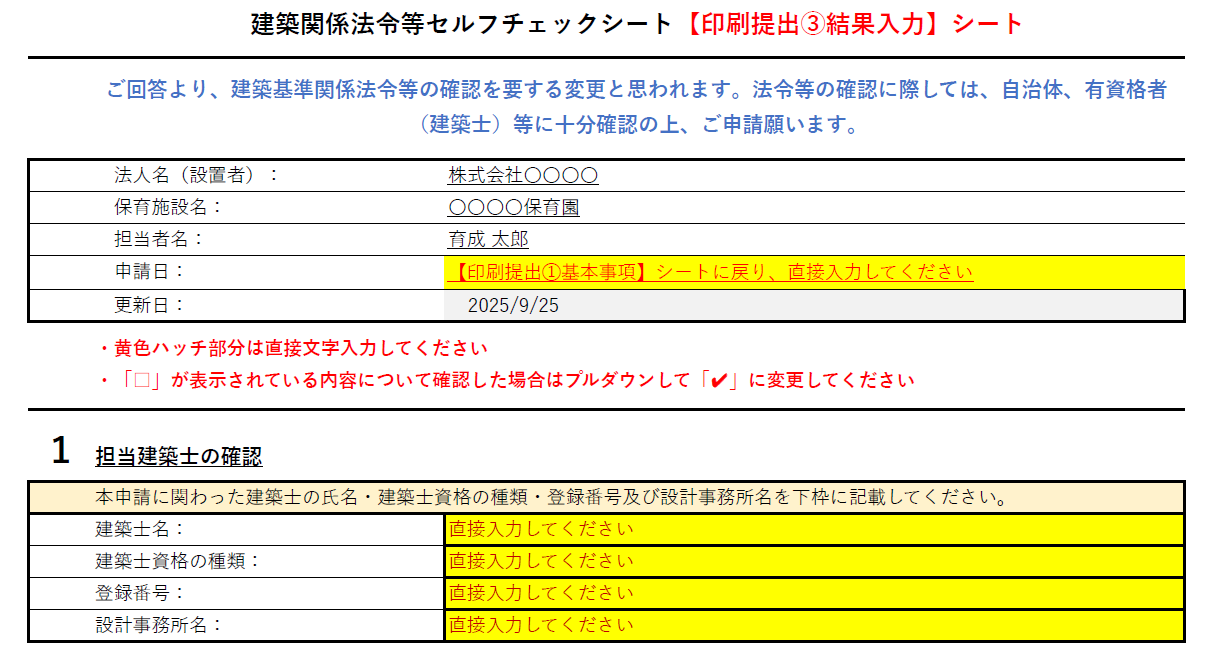 建築関係法令等セルフチェックシート【印刷提出③結果入力】シート
ご回答より、建築基準関係法令等の確認を要する変更と思われます。法令等の確認に際しては、自治体、有資格者
（建築士）等に十分確認の上、ご申請願います。
法人名（設置者）： 株式会社〇〇〇〇
保育施設名： 〇〇〇〇保育園
担当者名： 育成 太郎
申請日： 【印刷提出①基本事項】シートに戻り、直接入力してください
更新日： 2025/9/25
・黄色ハッチ部分は直接文字入力してください
・「□」が表示されている内容について確認した場合はプルダウンして「✔」に変更してください
1 担当建築士の確認
本申請に関わった建築士の氏名・建築士資格の種類・登録番号及び設計事務所名を下枠に記載してください。
建築士名： 直接入力してください
建築士資格の種類： 直接入力してください
登録番号： 直接入力してください
設計事務所名： 直接入力してください